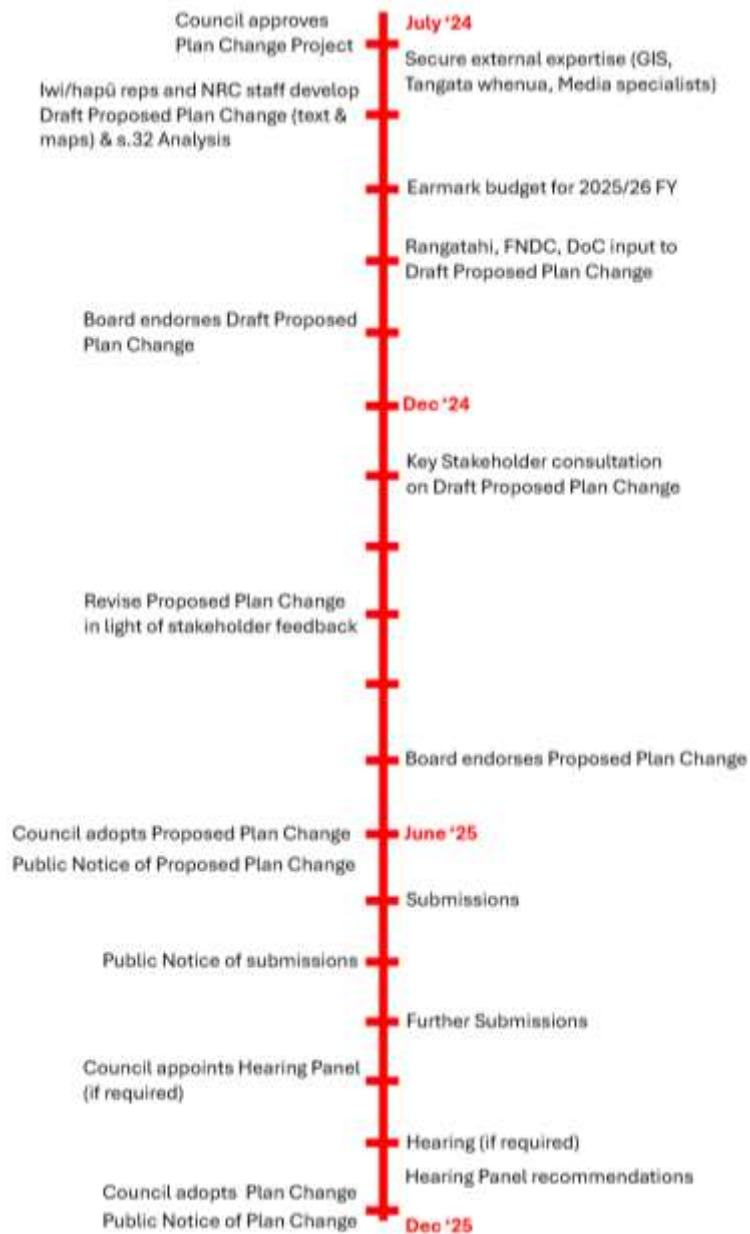 Council approves
Plan Change Project
July '24
Secure external expertise (GIS,
Tangata whenua, Media specialists)
Iwi/hapū reps and NRC staff develop
Draft Proposed Plan Change (text &
maps) & s.32 Analysis
Earmark budget for 2025/26 FY
Rangatahi, FNDC, DoC input to
Draft Proposed Plan Change
Board endorses Draft Proposed
Plan Change
Dec '24
Key Stakeholder consultation
on Draft Proposed Plan Change
Revise Proposed Plan Change
in light of stakeholder feedback
Board endorses Proposed Plan Change
Council adopts Proposed Plan Change
June '25
Public Notice of Proposed Plan Change
Submissions
Public Notice of submissions
Further Submissions
Council appoints Hearing Panel
(if required)
Hearing (if required)
Hearing Panel recommendations
Council adopts Plan Change
Public Notice of Plan Change
Dec '25